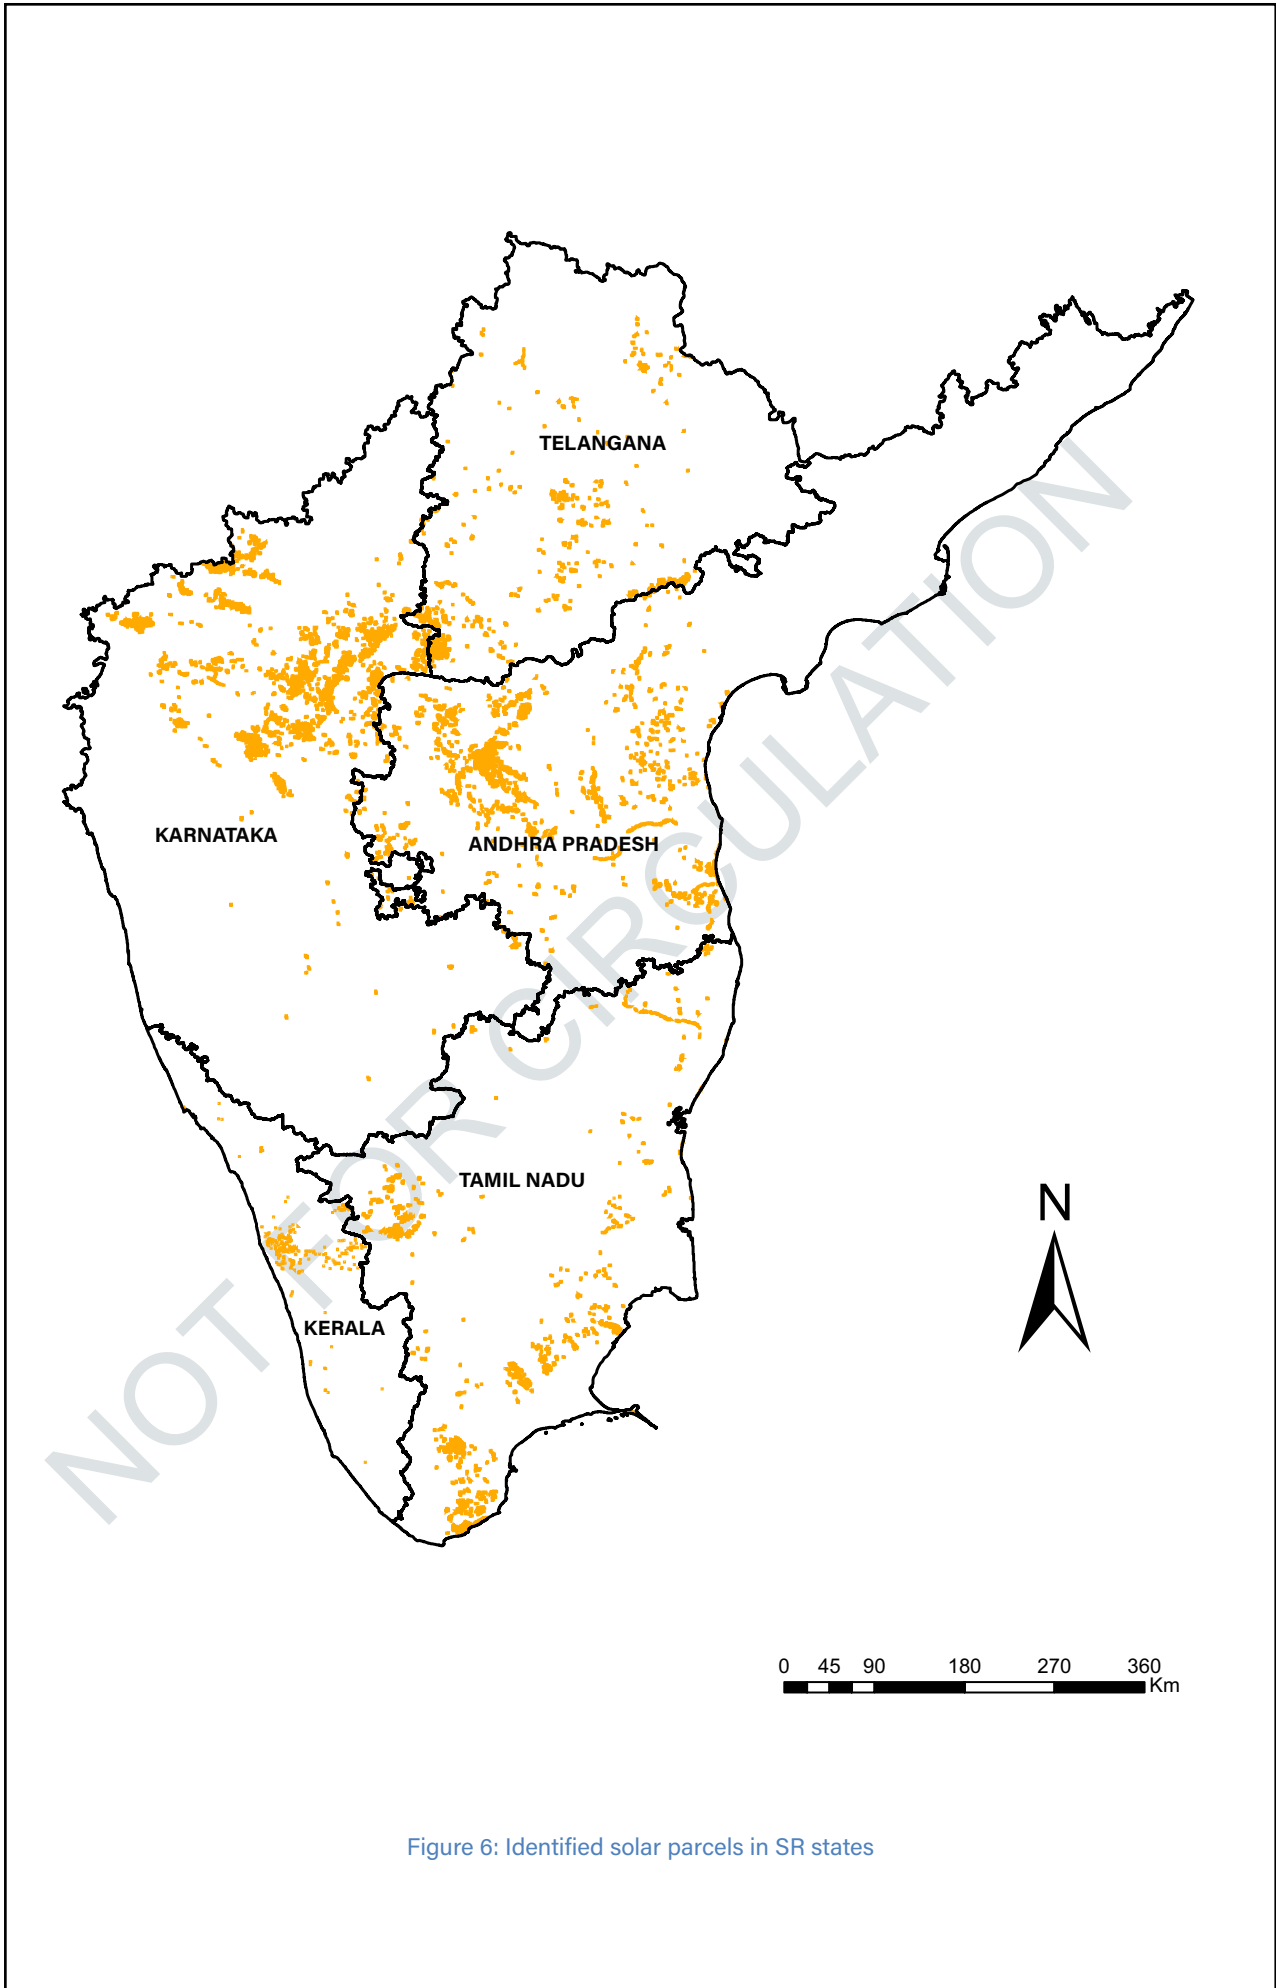 TELANGANA
KARNATAKA
ANDHRA PRADESH
TAMIL NADU
KERALA
NOT FOR CIRCULATION
N
0 45 90 180 270 360
Km
Figure 6: Identified solar parcels in SR states